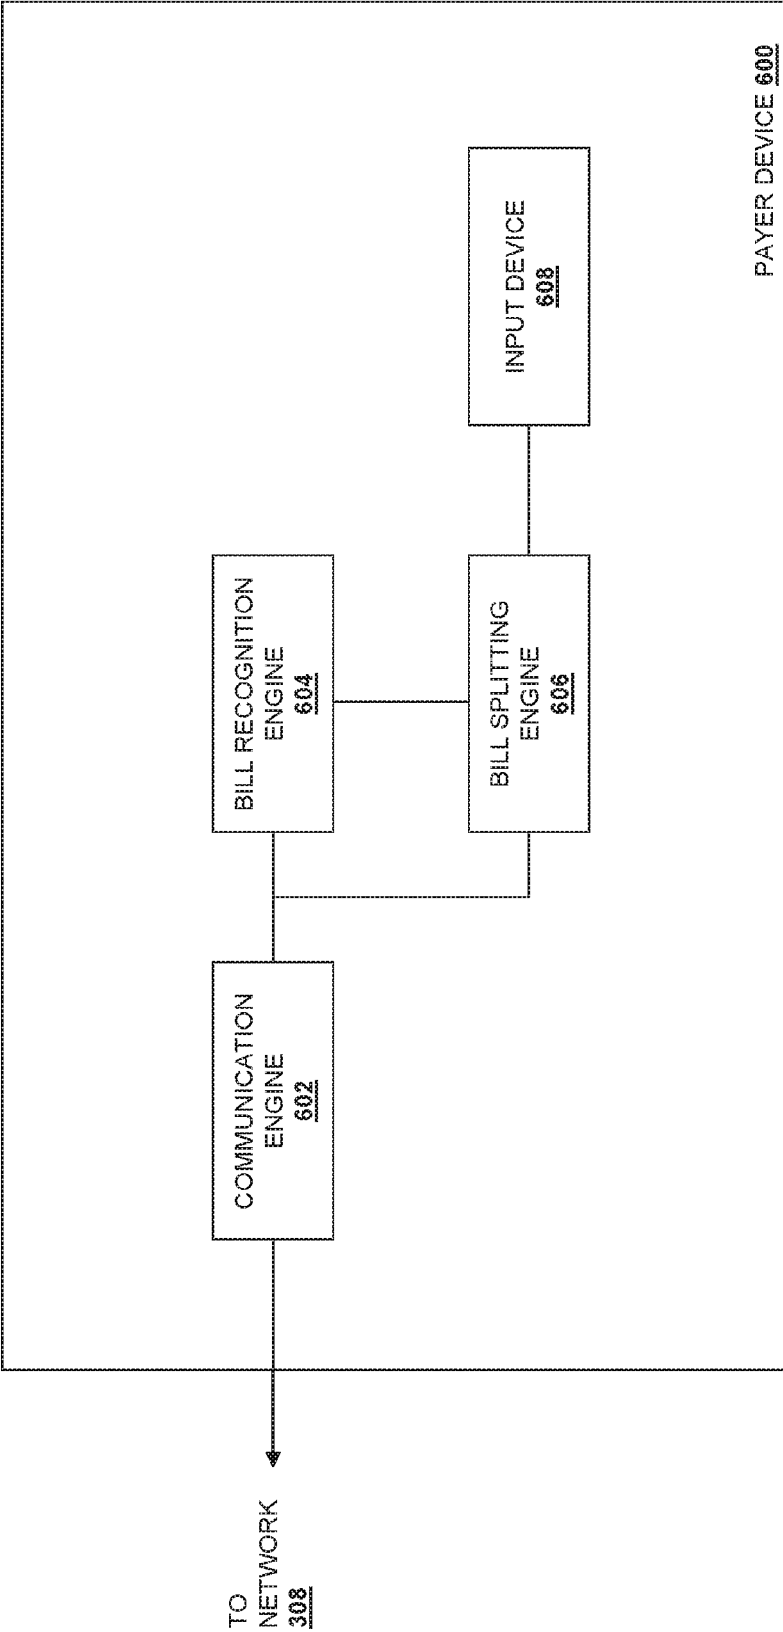 TO
NETWORK
308
COMMUNICATION
ENGINE
602
BILL RECOGNITION
ENGINE
604
BILL SPLITTING
ENGINE
606
INPUT DEVICE
608
PAYER DEVICE 600